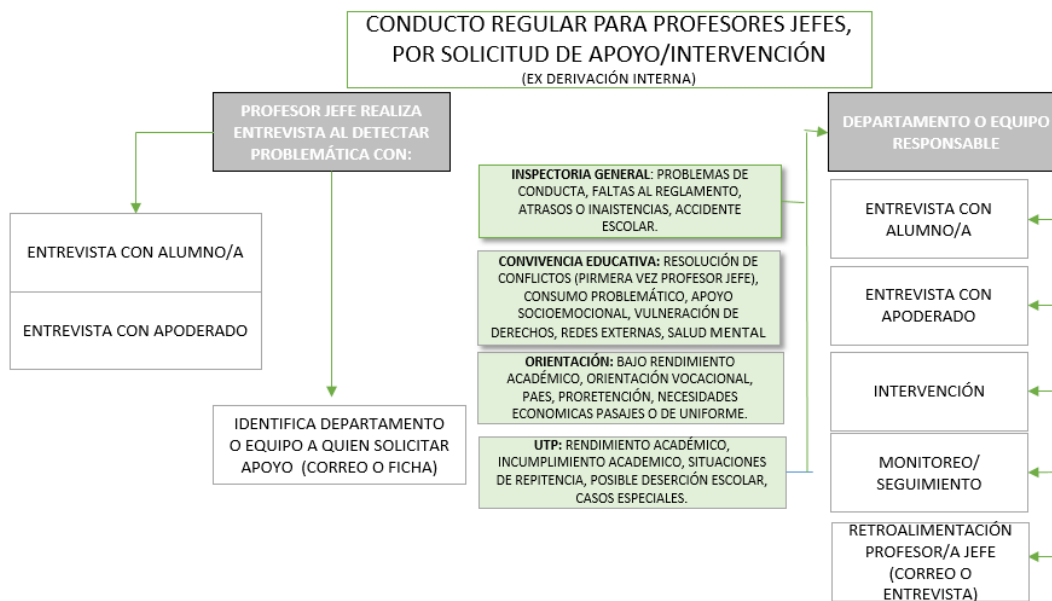 CONDUCTO REGULAR PARA PROFESORES JEFES,
POR SOLICITUD DE APOYO/INTERVENCIÓN
(EX DERIVACIÓN INTERNA)
PROFESOR JEFE REALIZA
ENTREVISTA AL DETECTAR
PROBLEMÁTICA CON:
ENTREVISTA CON ALUMNO/A
ENTREVISTA CON APODERADO
IDENTIFICA DEPARTAMENTO
O EQUIPO A QUIEN SOLICITAR
APOYO (CORREO O FICHA)
INSPECTORIA GENERAL: PROBLEMAS DE
CONDUCTA, FALTAS AL REGLAMENTO,
ATRASOS O INAISTENCIAS, ACCIDENTE
ESCOLAR.
CONVIVENCIA EDUCATIVA: RESOLUCIÓN DE
CONFLICTOS (PIRMERA VEZ PROFESOR JEFE),
CONSUMO PROBLEMÁTICO, APOYO
SOCIOEMOCIONAL, VULNERACIÓN DE
DERECHOS, REDES EXTERNAS, SALUD MENTAL
ORIENTACIÓN: BAJO RENDIMIENTO
ACADÉMICO, ORIENTACIÓN VOCACIONAL,
PAES, PRORETENCIÓN, NECESIDADES
ECONOMICAS PASAJES O DE UNIFORME.
UTP: RENDIMIENTO ACADÉMICO,
INCUMPLIMIENTO ACADEMICO, SITUACIONES
DE REPITENCIA, POSIBLE DESERCIÓN ESCOLAR,
CASOS ESPECIALES.
DEPARTAMENTO O EQUIPO
RESPONSABLE
ENTREVISTA CON
ALUMNO/A
ENTREVISTA CON
APODERADO
INTERVENCIÓN
MONITOREO/
SEGUIMIENTO
RETROALIMENTACIÓN
PROFESOR/A JEFE
(CORREO O
ENTREVISTA)